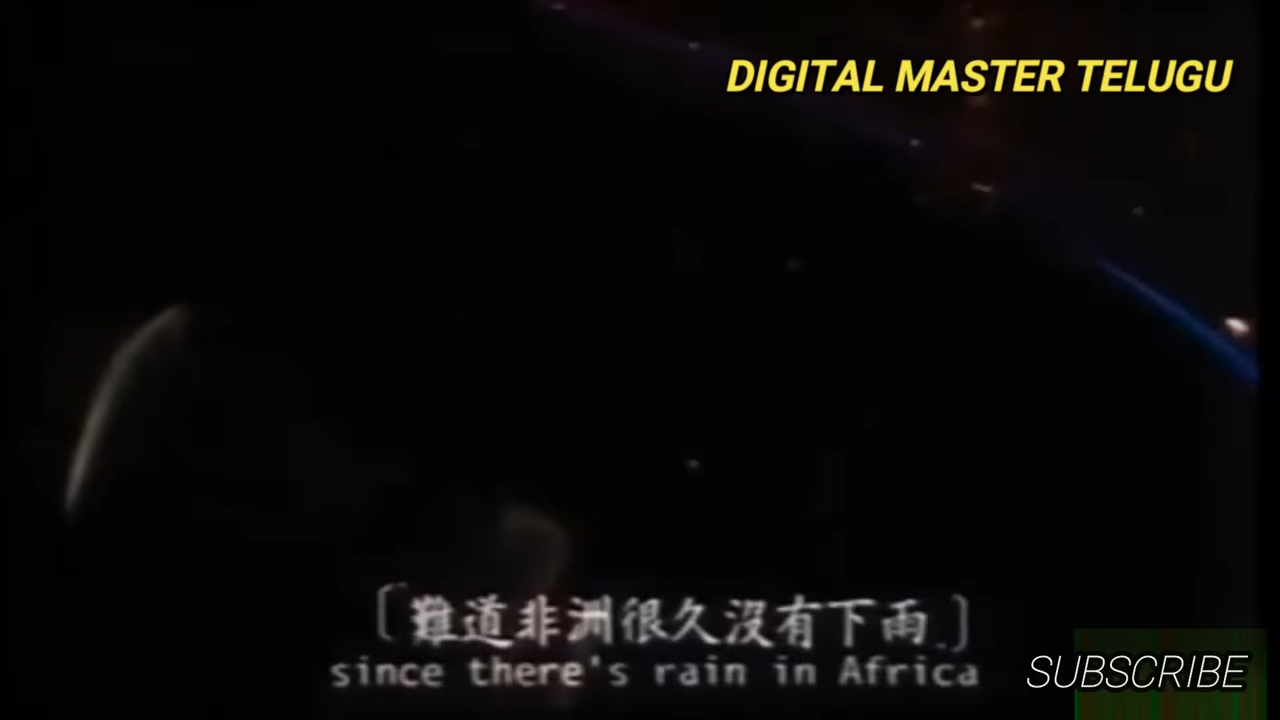 DIGITAL MASTER TELUGU
〔難道非洲很久沒有下雨〕
since there's rain in Africa
SUBSCRIBE